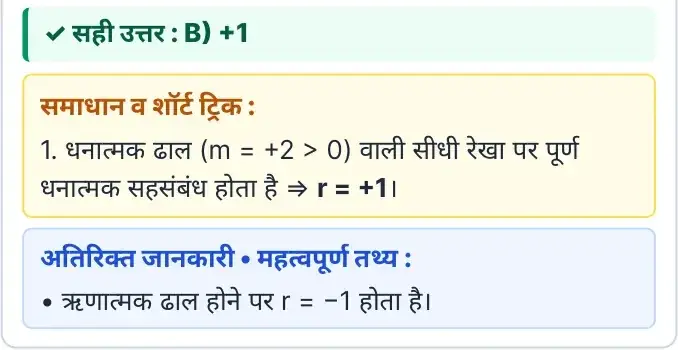 ✓ सही उत्तर : B) +1
समाधान व शॉर्ट ट्रिक :
1. धनात्मक ढाल (m = +2 > 0) वाली सीधी रेखा पर पूर्ण
धनात्मक सहसंबंध होता है ⇒ r = +1।
अतिरिक्त जानकारी • महत्वपूर्ण तथ्य :
• ऋणात्मक ढाल होने पर r = −1 होता है।